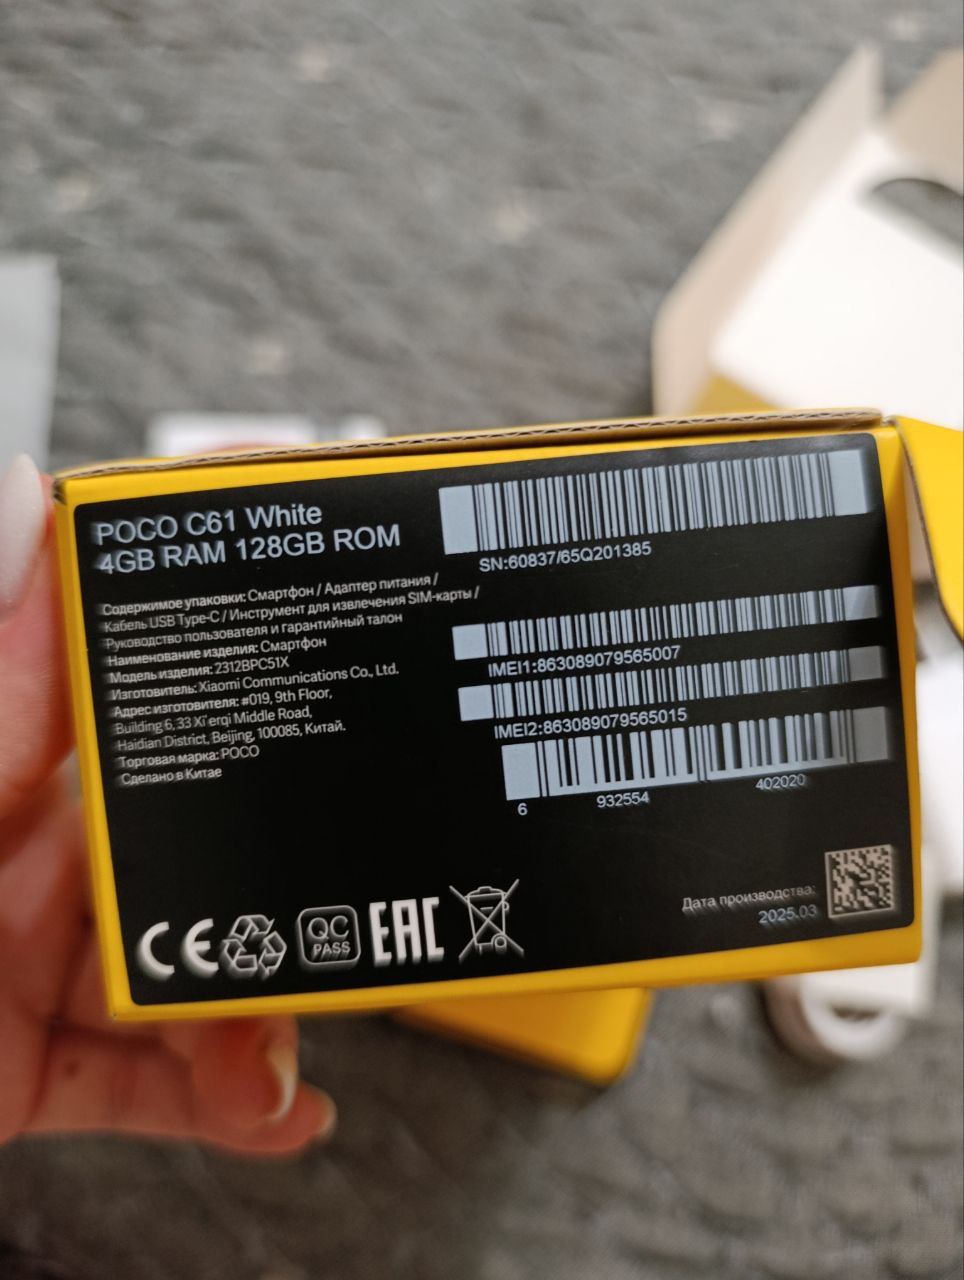 POCO C61 White
4GB RAM 128GB ROM
Содержимое упаковки: Смартфон / Адаптер питания /
Кабель USB Type-C / Инструмент для извлечения SIM-карты /
Руководство пользователя и гарантийный талон
Наименование изделия: Смартфон
Модель изделия: 2312BPC51X
Изготовитель: Xiaomi Communications Co., Ltd.
Адрес изготовителя: #019, 9th Floor,
Building 6, 33 Xi'erqi Middle Road,
Haidian District, Beijing, 100085, Китай.
Торговая марка: POCO
Сделано в Китае
SN:60837/65Q201385
IMEI1:863089079565007
IMEI2:863089079565015
6 932554 402020
CE
QC
PASS
EAC
Дата производства:
2025.03